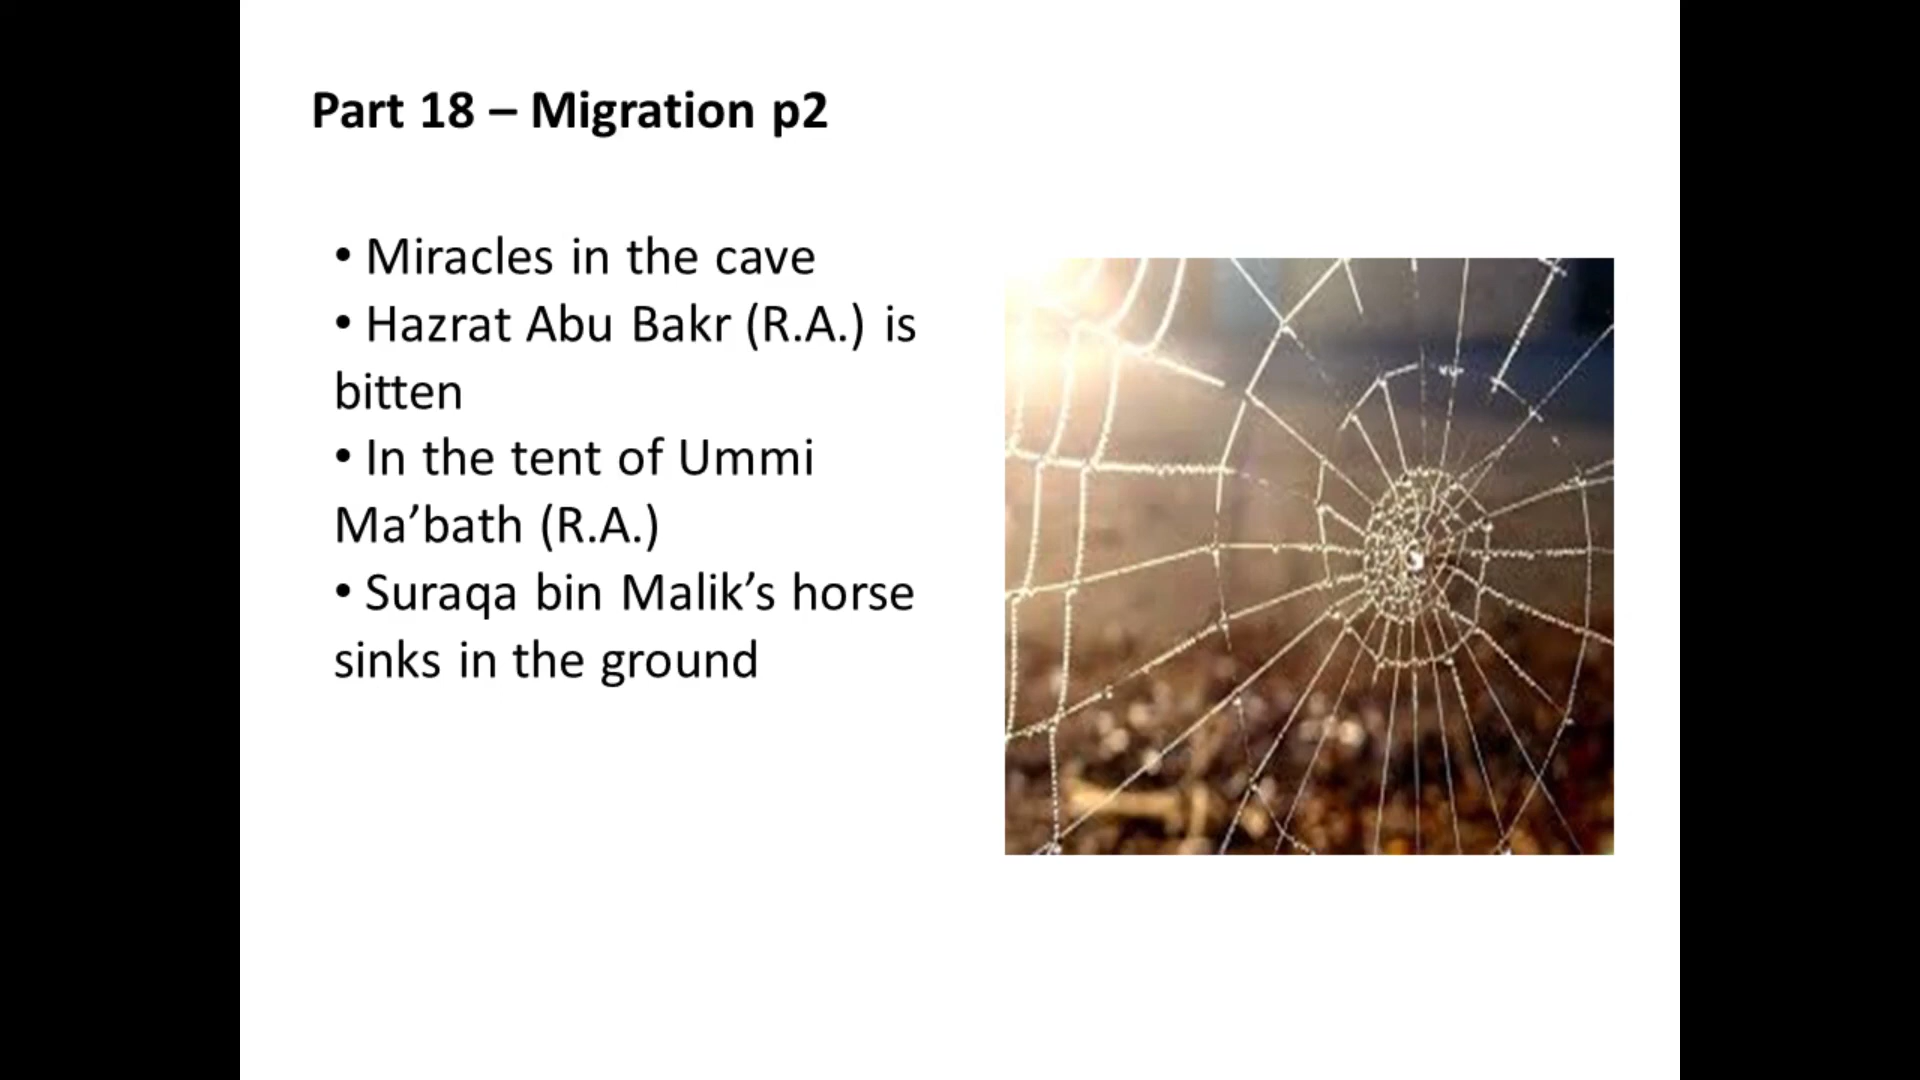 Part 18 – Migration p2
• Miracles in the cave
• Hazrat Abu Bakr (R.A.) is
bitten
• In the tent of Ummi
Ma’bath (R.A.)
• Suraqa bin Malik’s horse
sinks in the ground